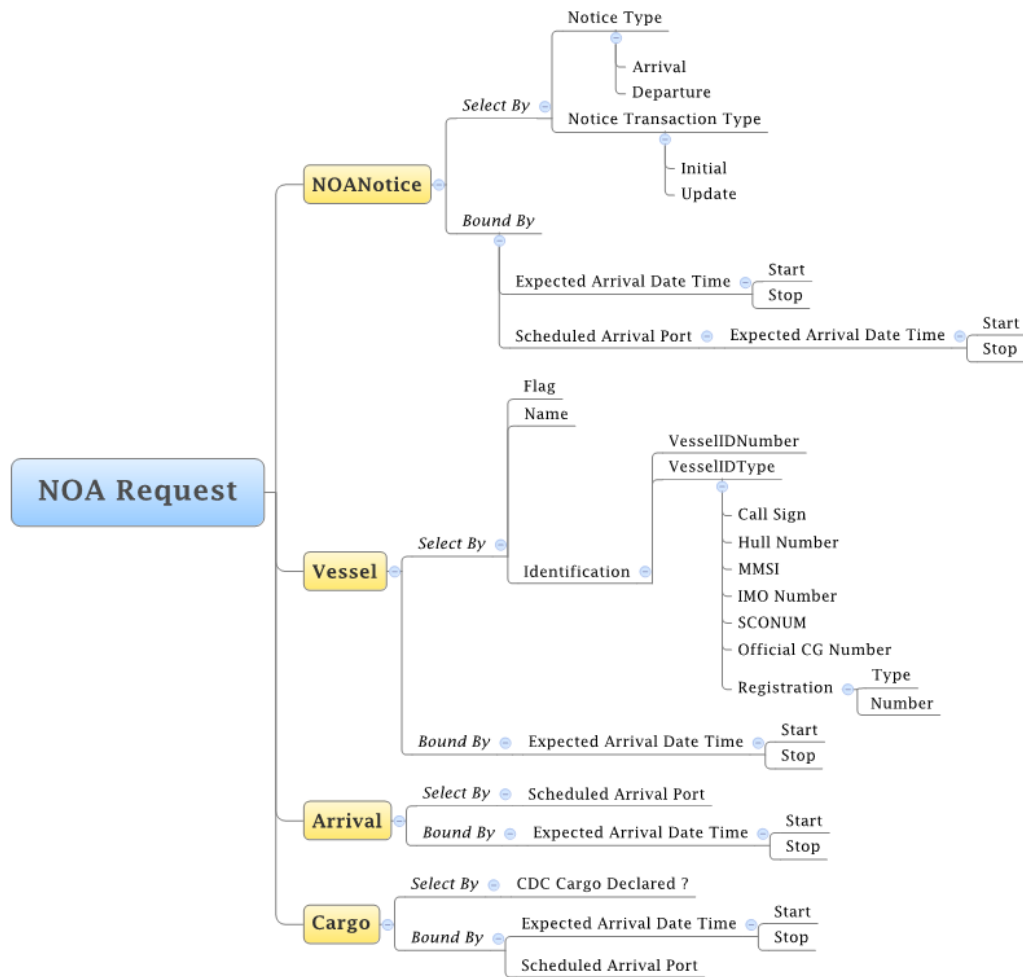 Notice Type
Arrival
Departure
Select By
Notice Transaction Type
Initial
Update
NOANotice
Bound By
Expected Arrival Date Time
Start
Stop
Scheduled Arrival Port
Expected Arrival Date Time
Start
Stop
NOA Request
Flag
Name
VesselIDNumber
VesselIDType
Call Sign
Hull Number
MMSI
IMO Number
SCONUM
Official CG Number
Registration
Type
Number
Select By
Identification
Vessel
Bound By
Expected Arrival Date Time
Start
Stop
Select By
Scheduled Arrival Port
Arrival
Bound By
Expected Arrival Date Time
Start
Stop
Select By
CDC Cargo Declared ?
Cargo
Bound By
Expected Arrival Date Time
Start
Stop
Scheduled Arrival Port